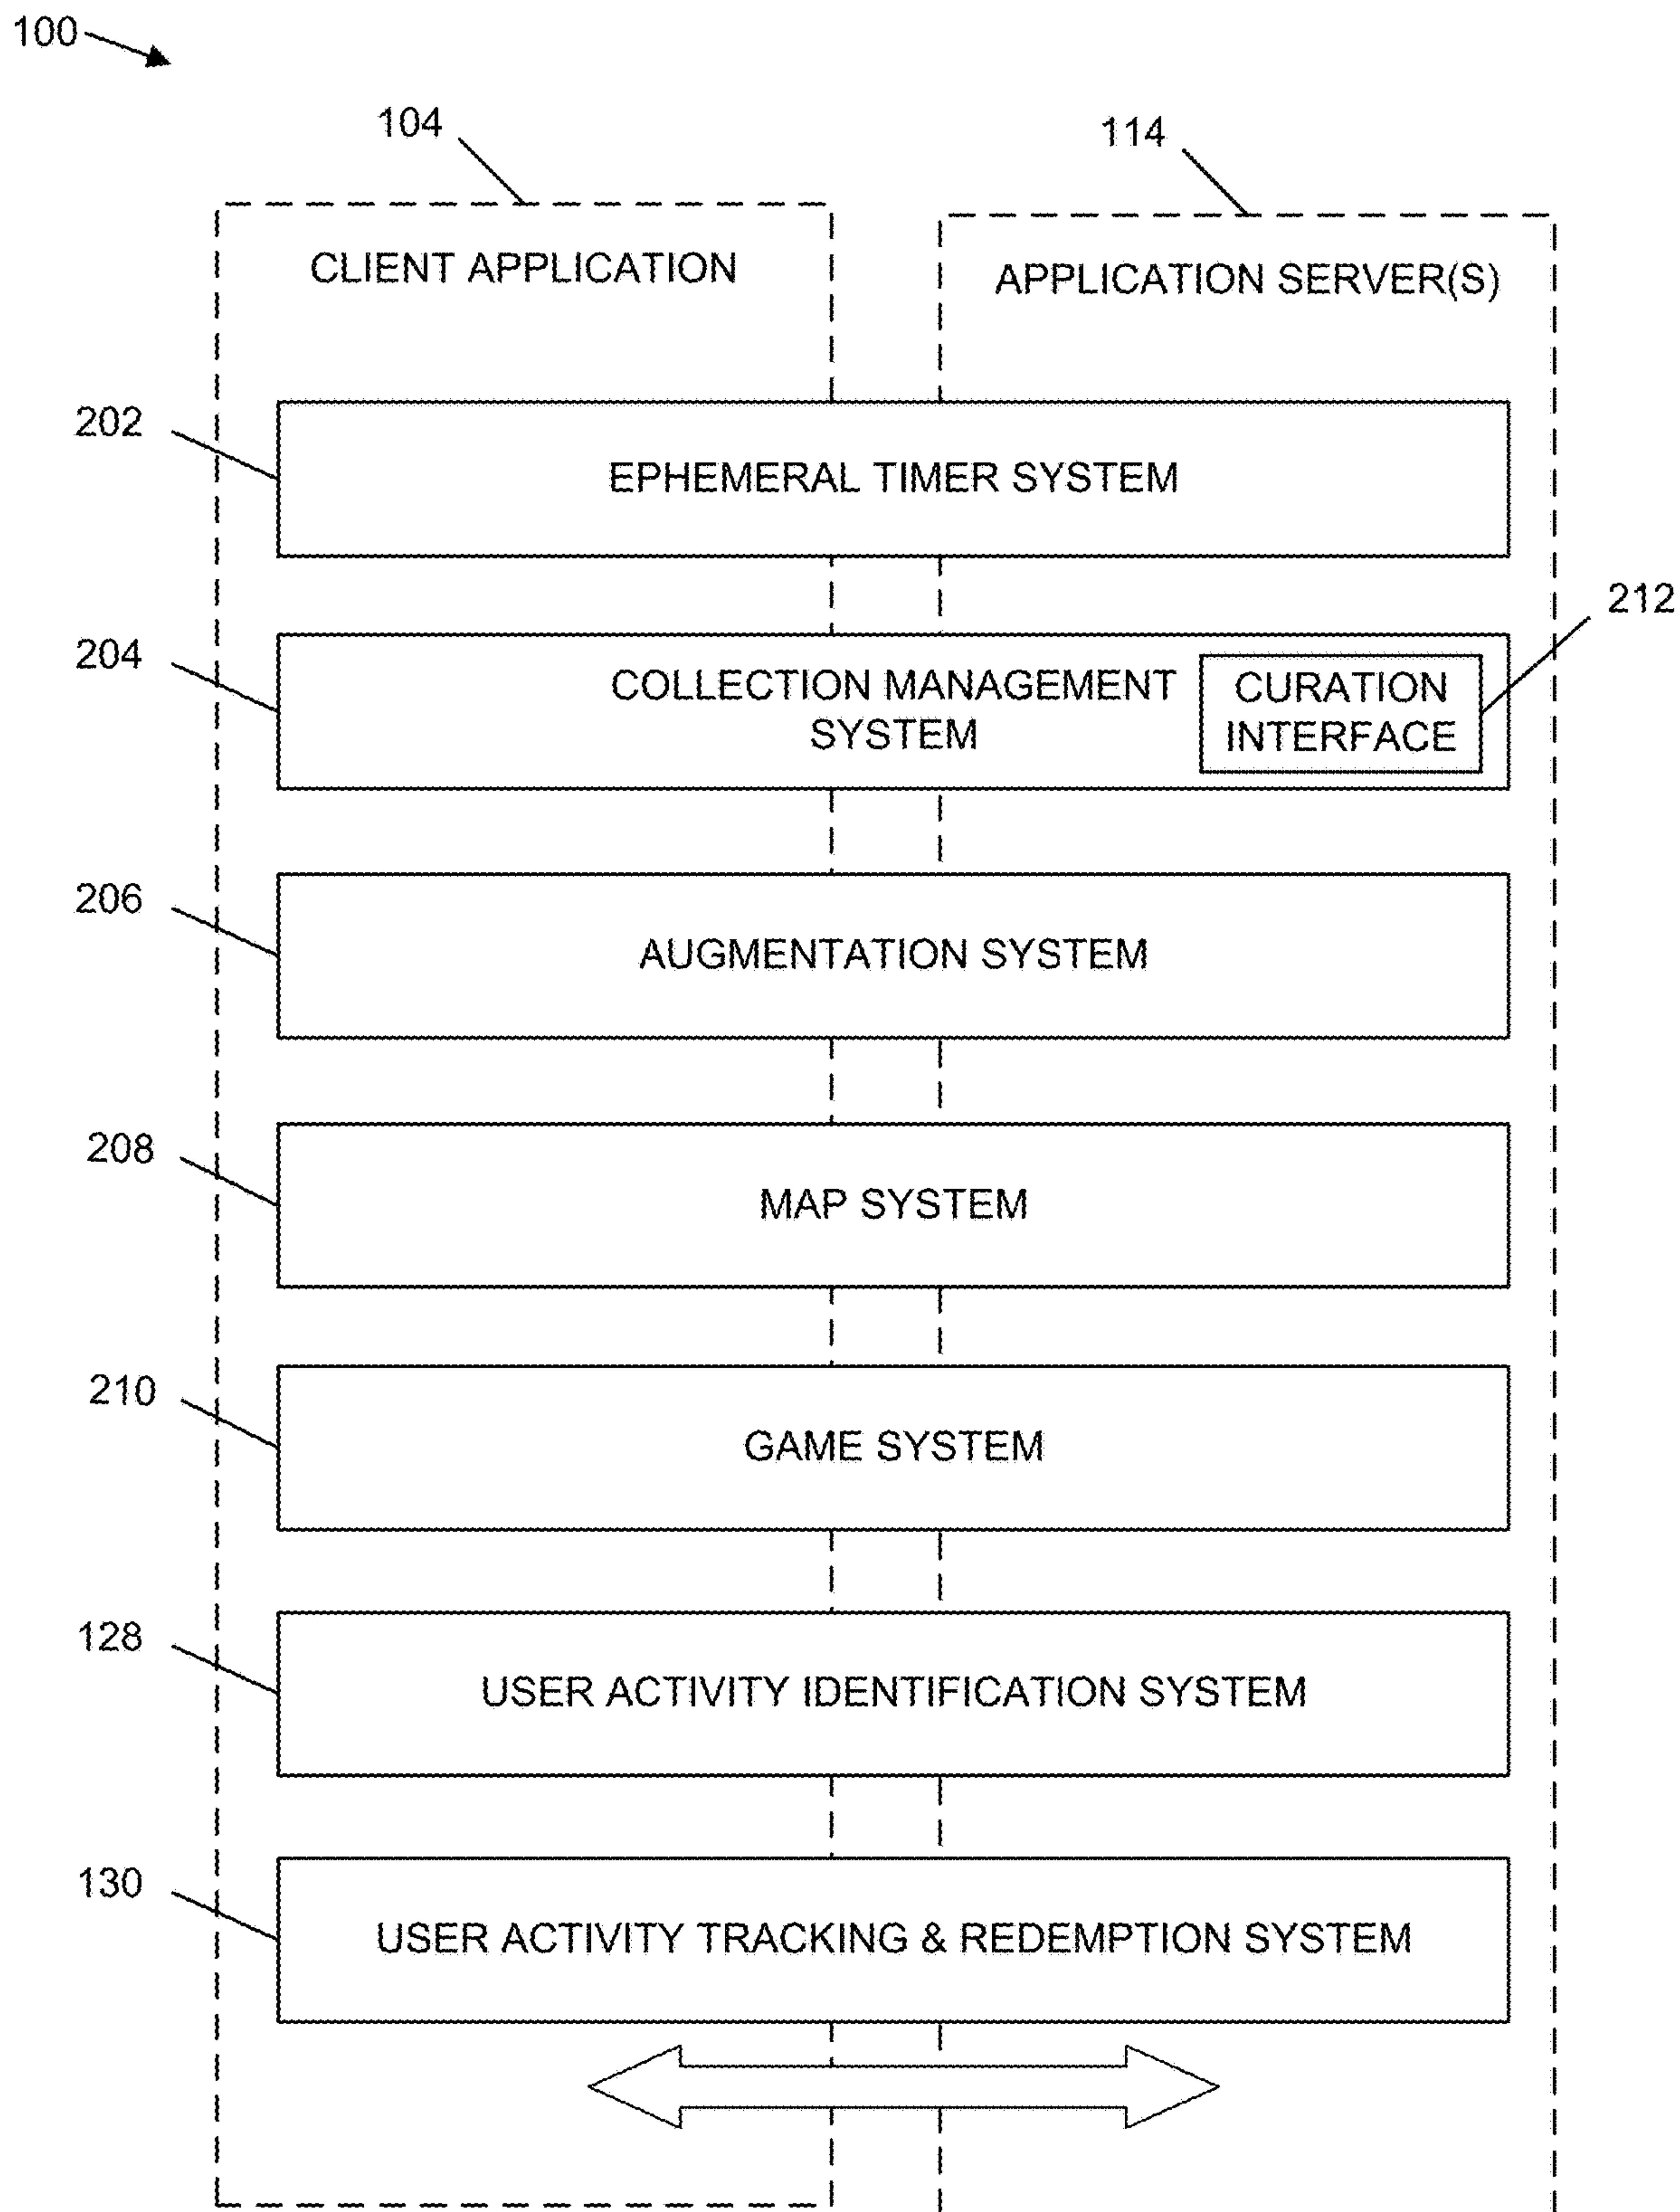 100
104
114
CLIENT APPLICATION
APPLICATION SERVER(S)
202
EPHEMERAL TIMER SYSTEM
212
204
COLLECTION MANAGEMENT
SYSTEM
CURATION
INTERFACE
206
AUGMENTATION SYSTEM
208
MAP SYSTEM
210
GAME SYSTEM
128
USER ACTIVITY IDENTIFICATION SYSTEM
130
USER ACTIVITY TRACKING & REDEMPTION SYSTEM